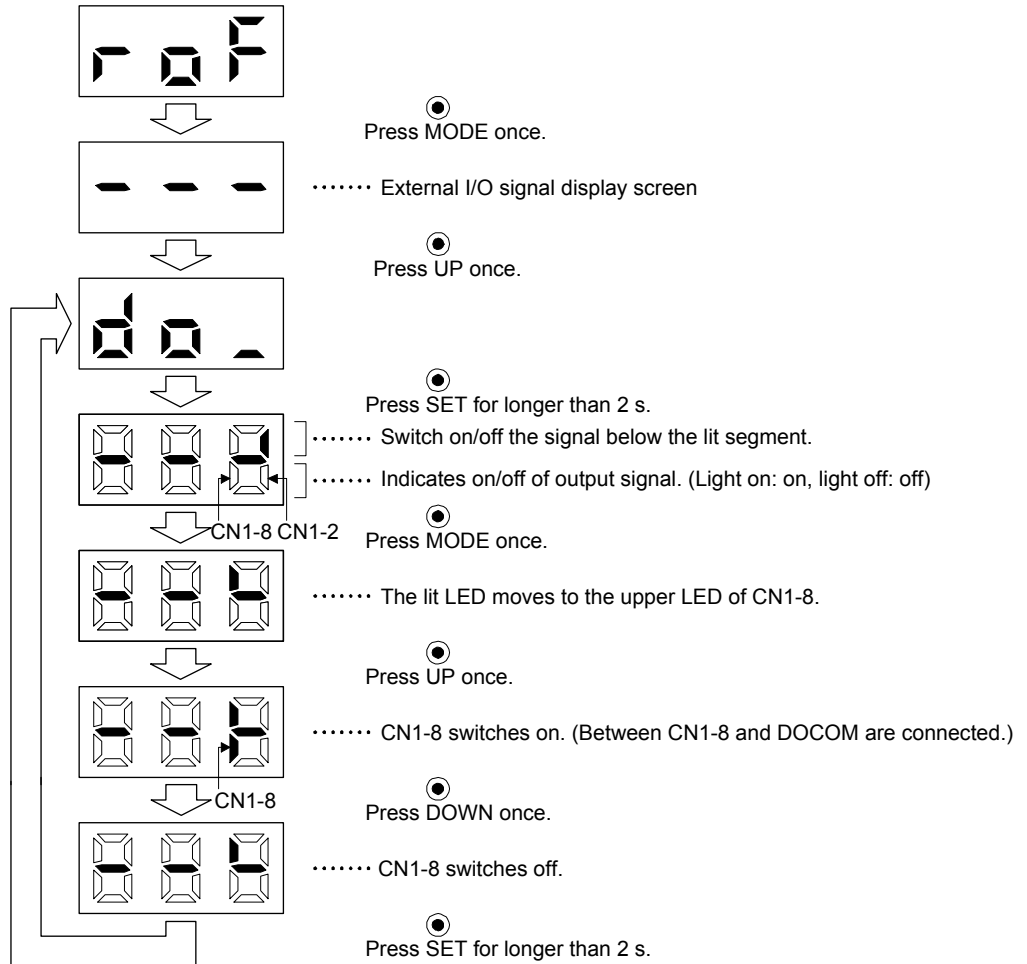 roF
Press MODE once.
- - - ······· External I/O signal display screen
Press UP once.
do_
Press SET for longer than 2 s.
······· Switch on/off the signal below the lit segment.
······· Indicates on/off of output signal. (Light on: on, light off: off)
CN1-8 CN1-2
Press MODE once.
······· The lit LED moves to the upper LED of CN1-8.
Press UP once.
······· CN1-8 switches on. (Between CN1-8 and DOCOM are connected.)
CN1-8
Press DOWN once.
······· CN1-8 switches off.
Press SET for longer than 2 s.